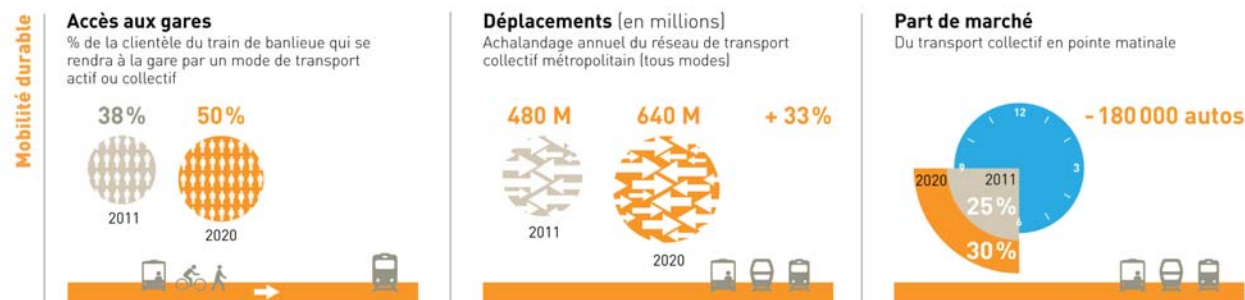 Mobilité durable
Accès aux gares
% de la clientèle du train de banlieue qui se
rendra à la gare par un mode de transport
actif ou collectif
38 %
50 %
2011
2020
Déplacements (en millions)
Achalandage annuel du réseau de transport
collectif métropolitain (tous modes)
480 M
640 M
+ 33 %
2011
2020
Part de marché
Du transport collectif en pointe matinale
- 180 000 autos
12
3
9
6
2020
2011
25 %
30 %